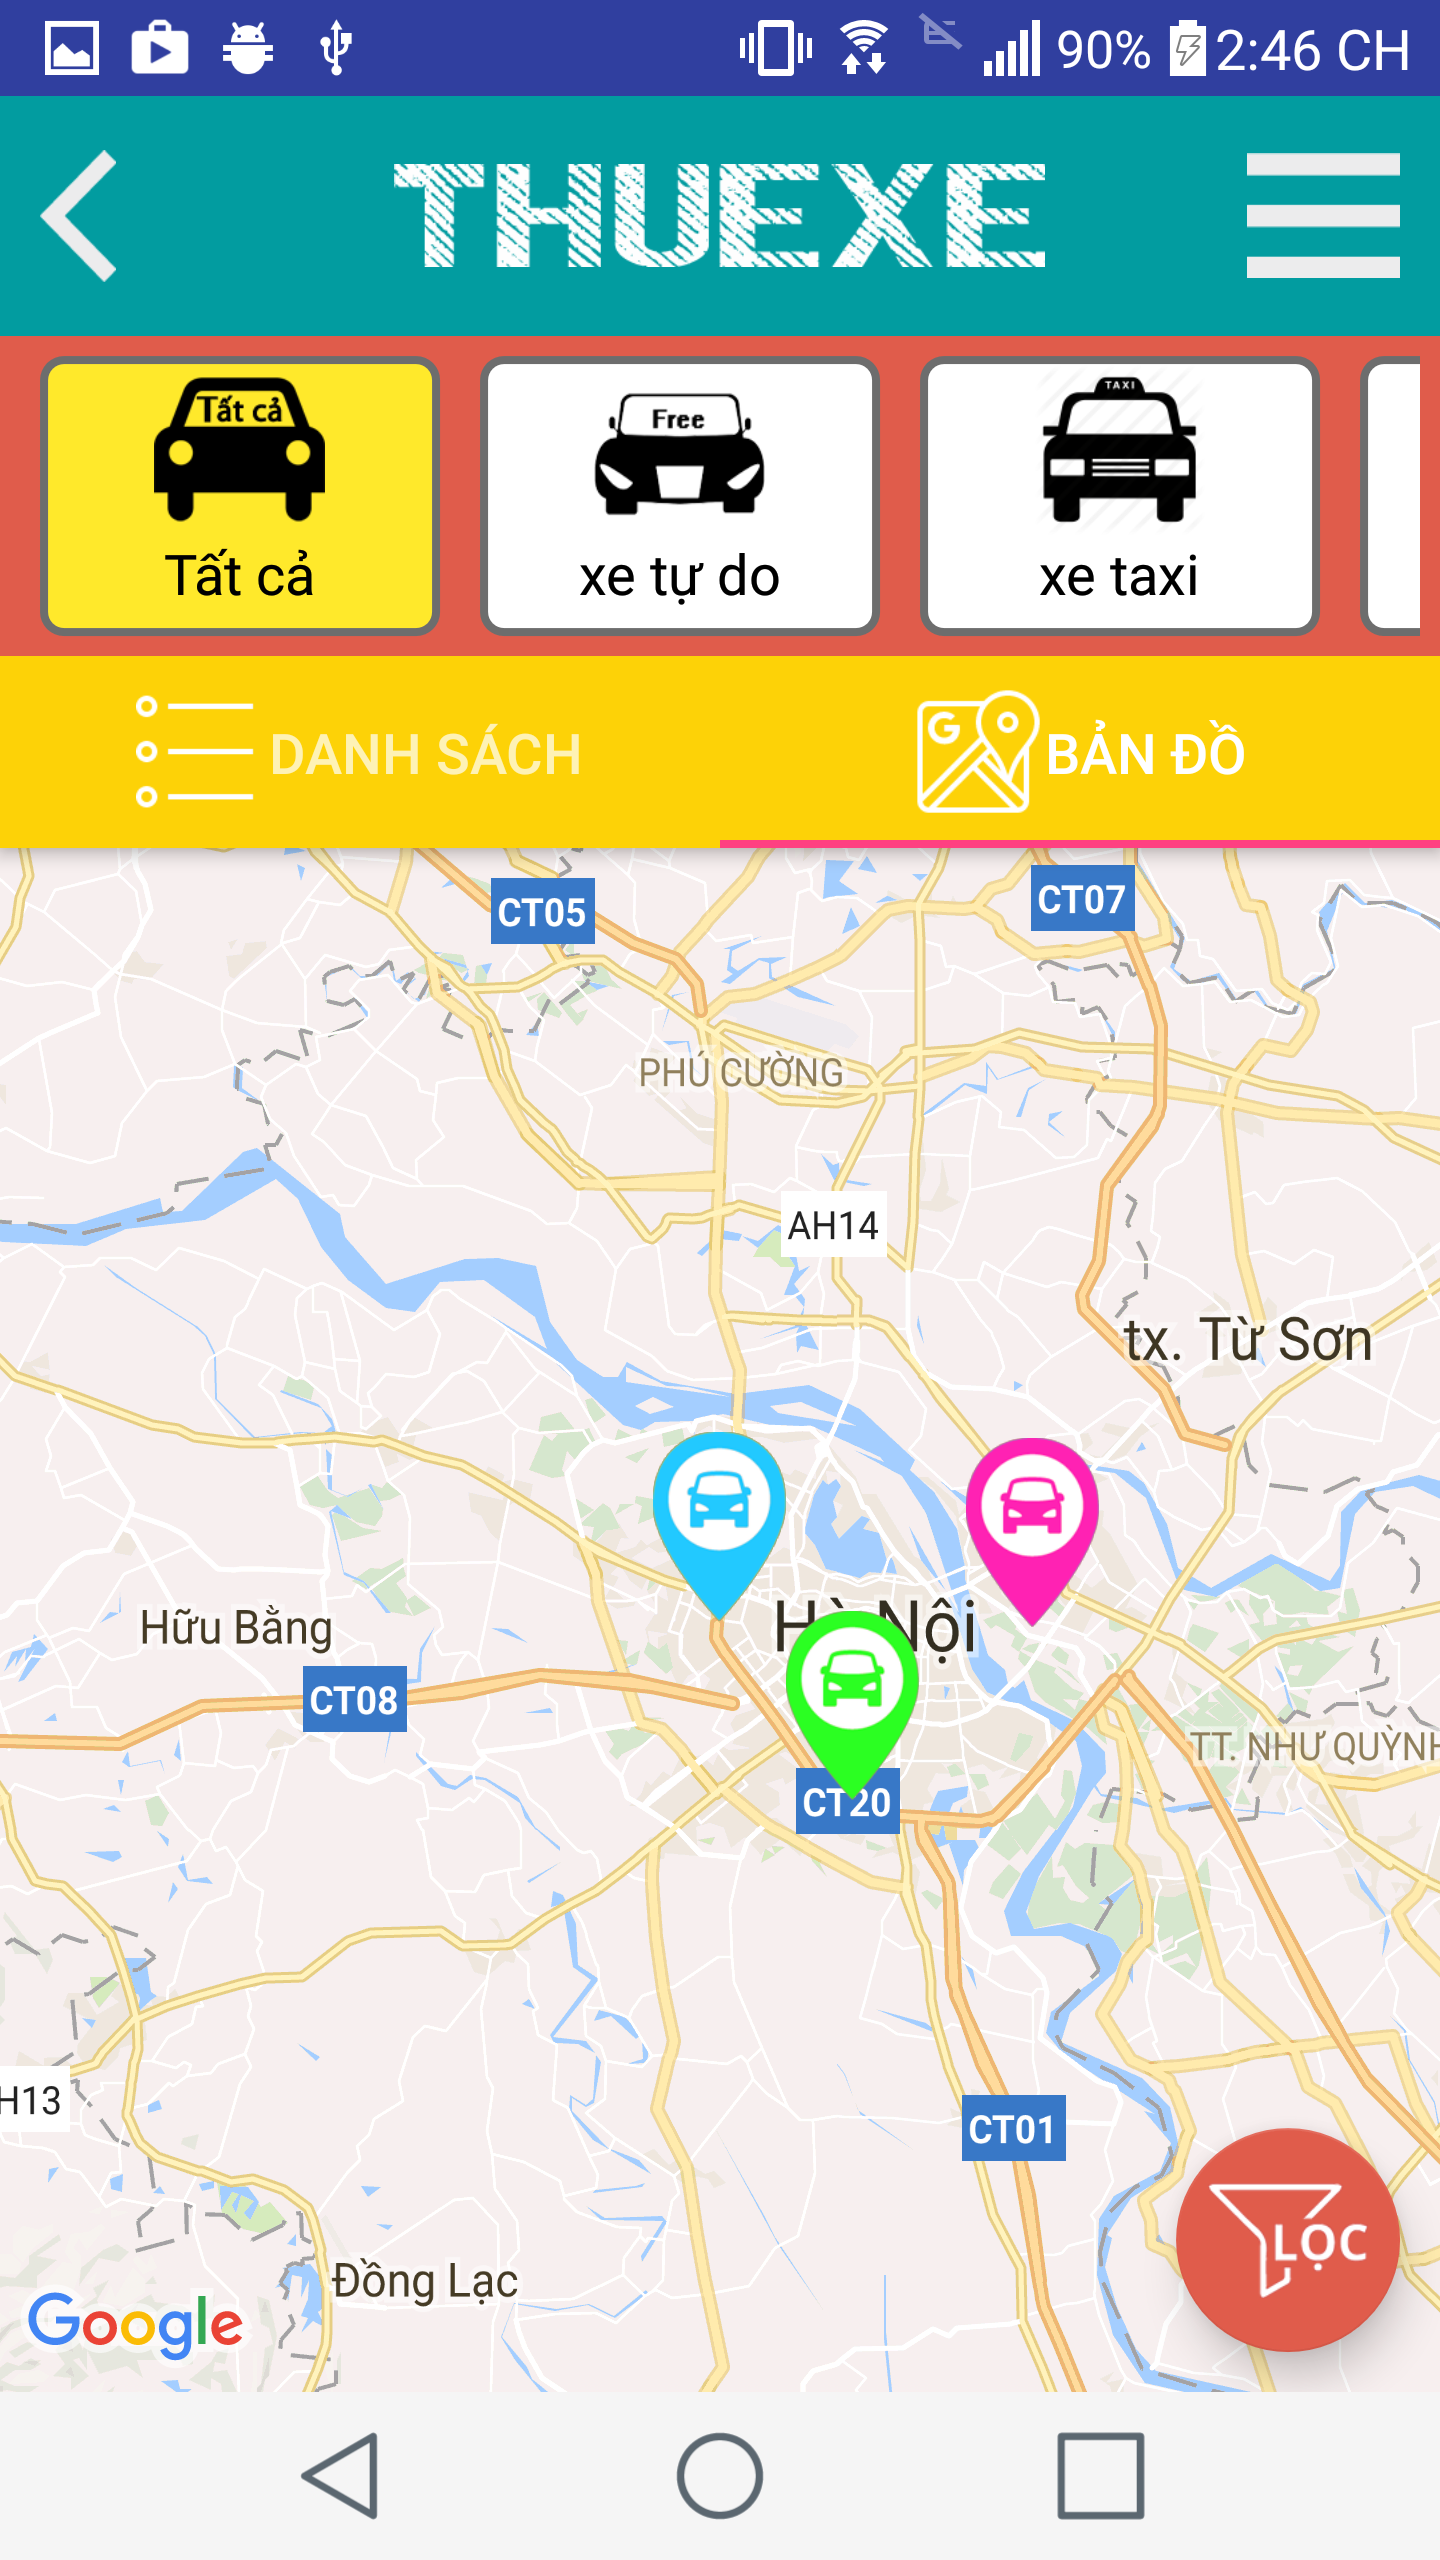 90% 2:46 CH
THUEXE
Tất cả
Free
TAXI
Tất cả
xe tự do
xe taxi
DANH SÁCH
BẢN ĐỒ
CT05
CT07
PHÚ CƯỜNG
AH14
tx. Từ Sơn
Hữu Bằng
Hà Nội
CT08
TT. NHƯ QUỲNH
CT20
H13
CT01
LỌC
Đồng Lạc
Google